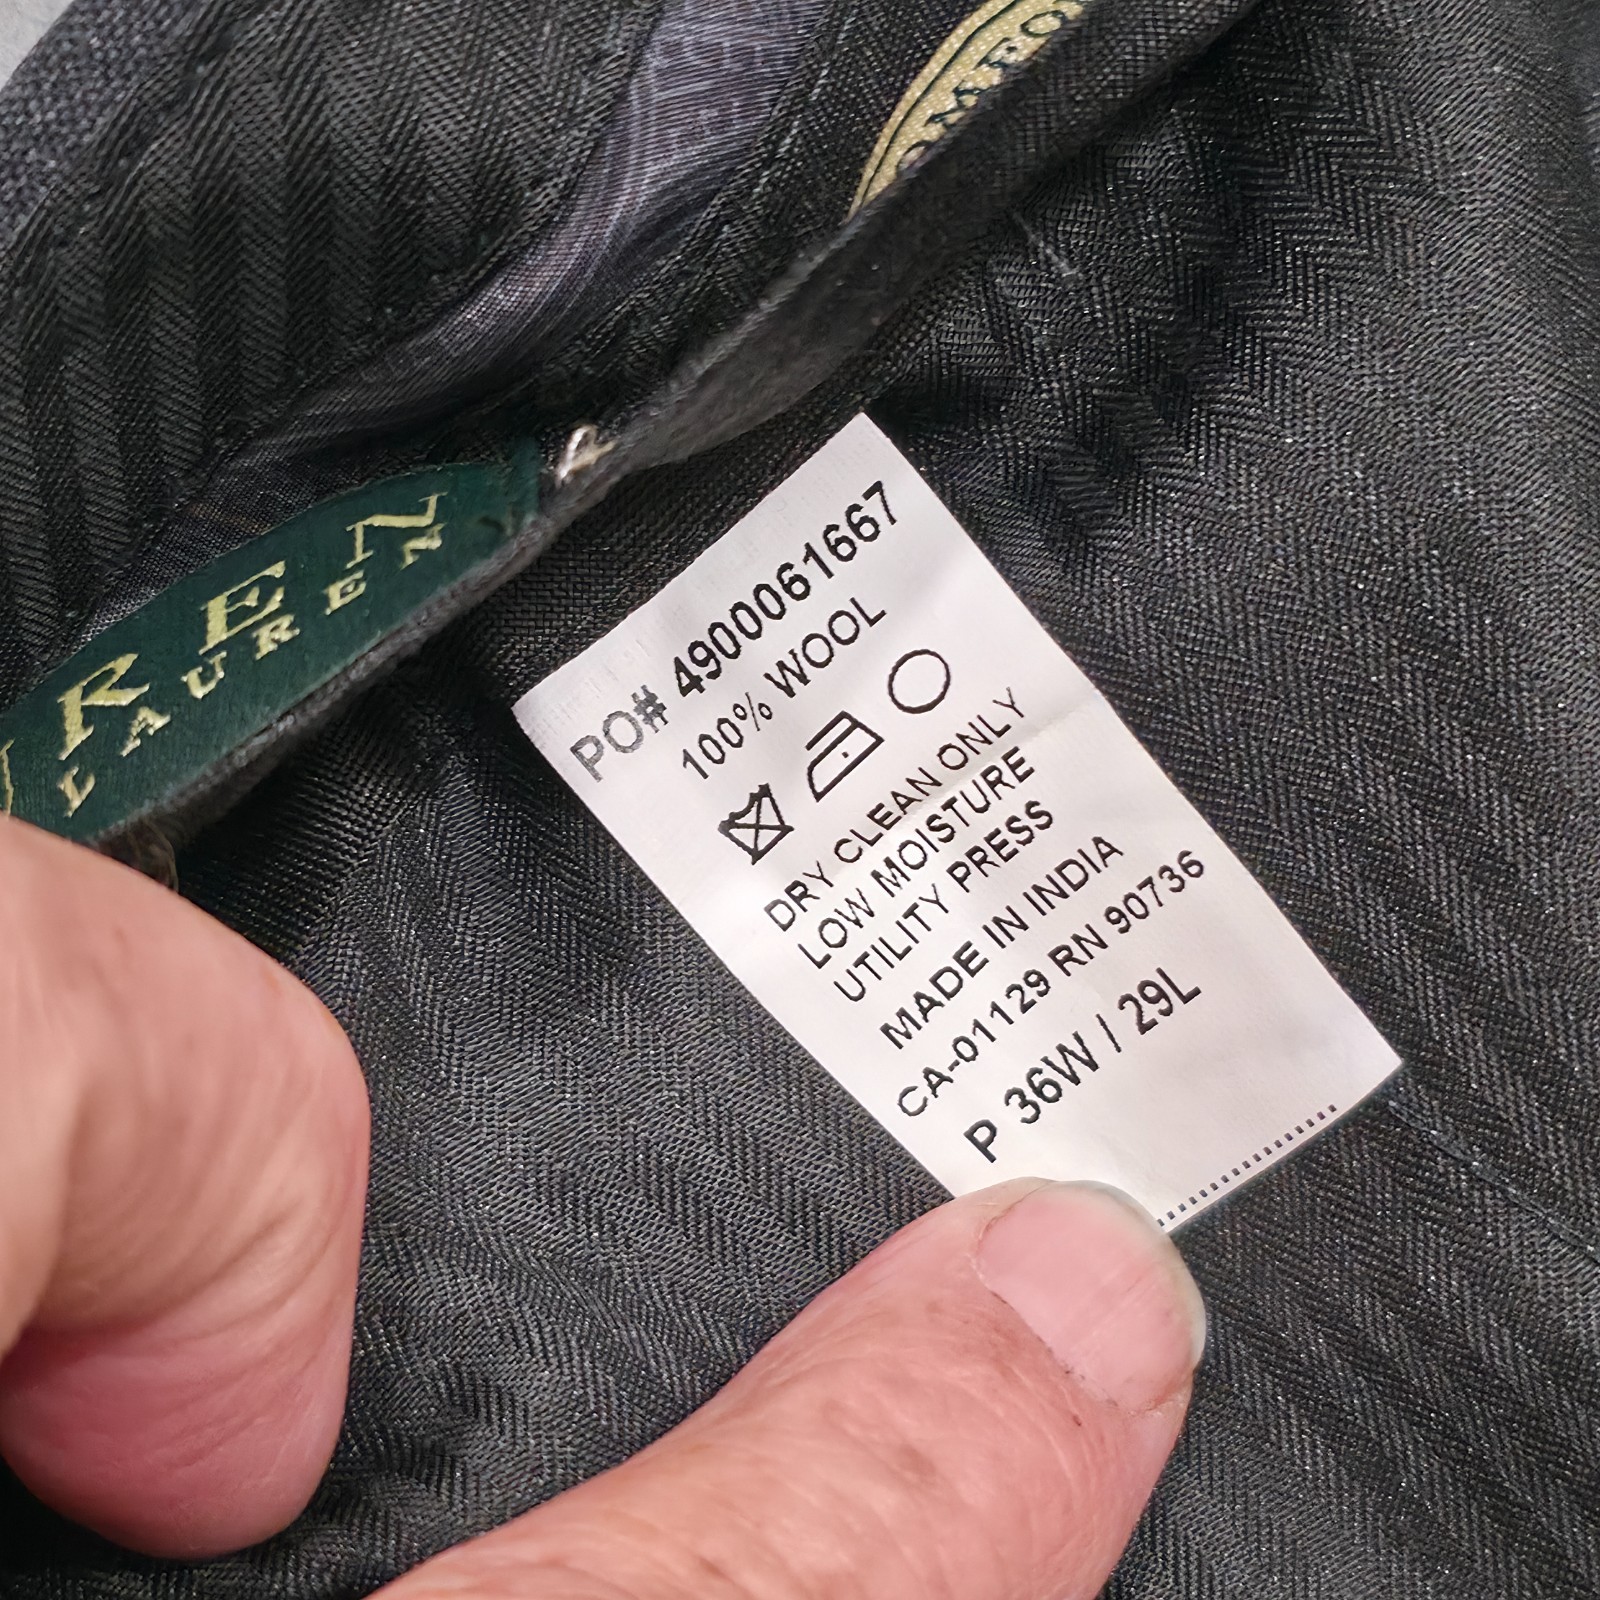 REN
LAUREN
PO# 4900061667
100% WOOL
DRY CLEAN ONLY
LOW MOISTURE
UTILITY PRESS
MADE IN INDIA
CA-01129 RN 90736
P 36W / 29L